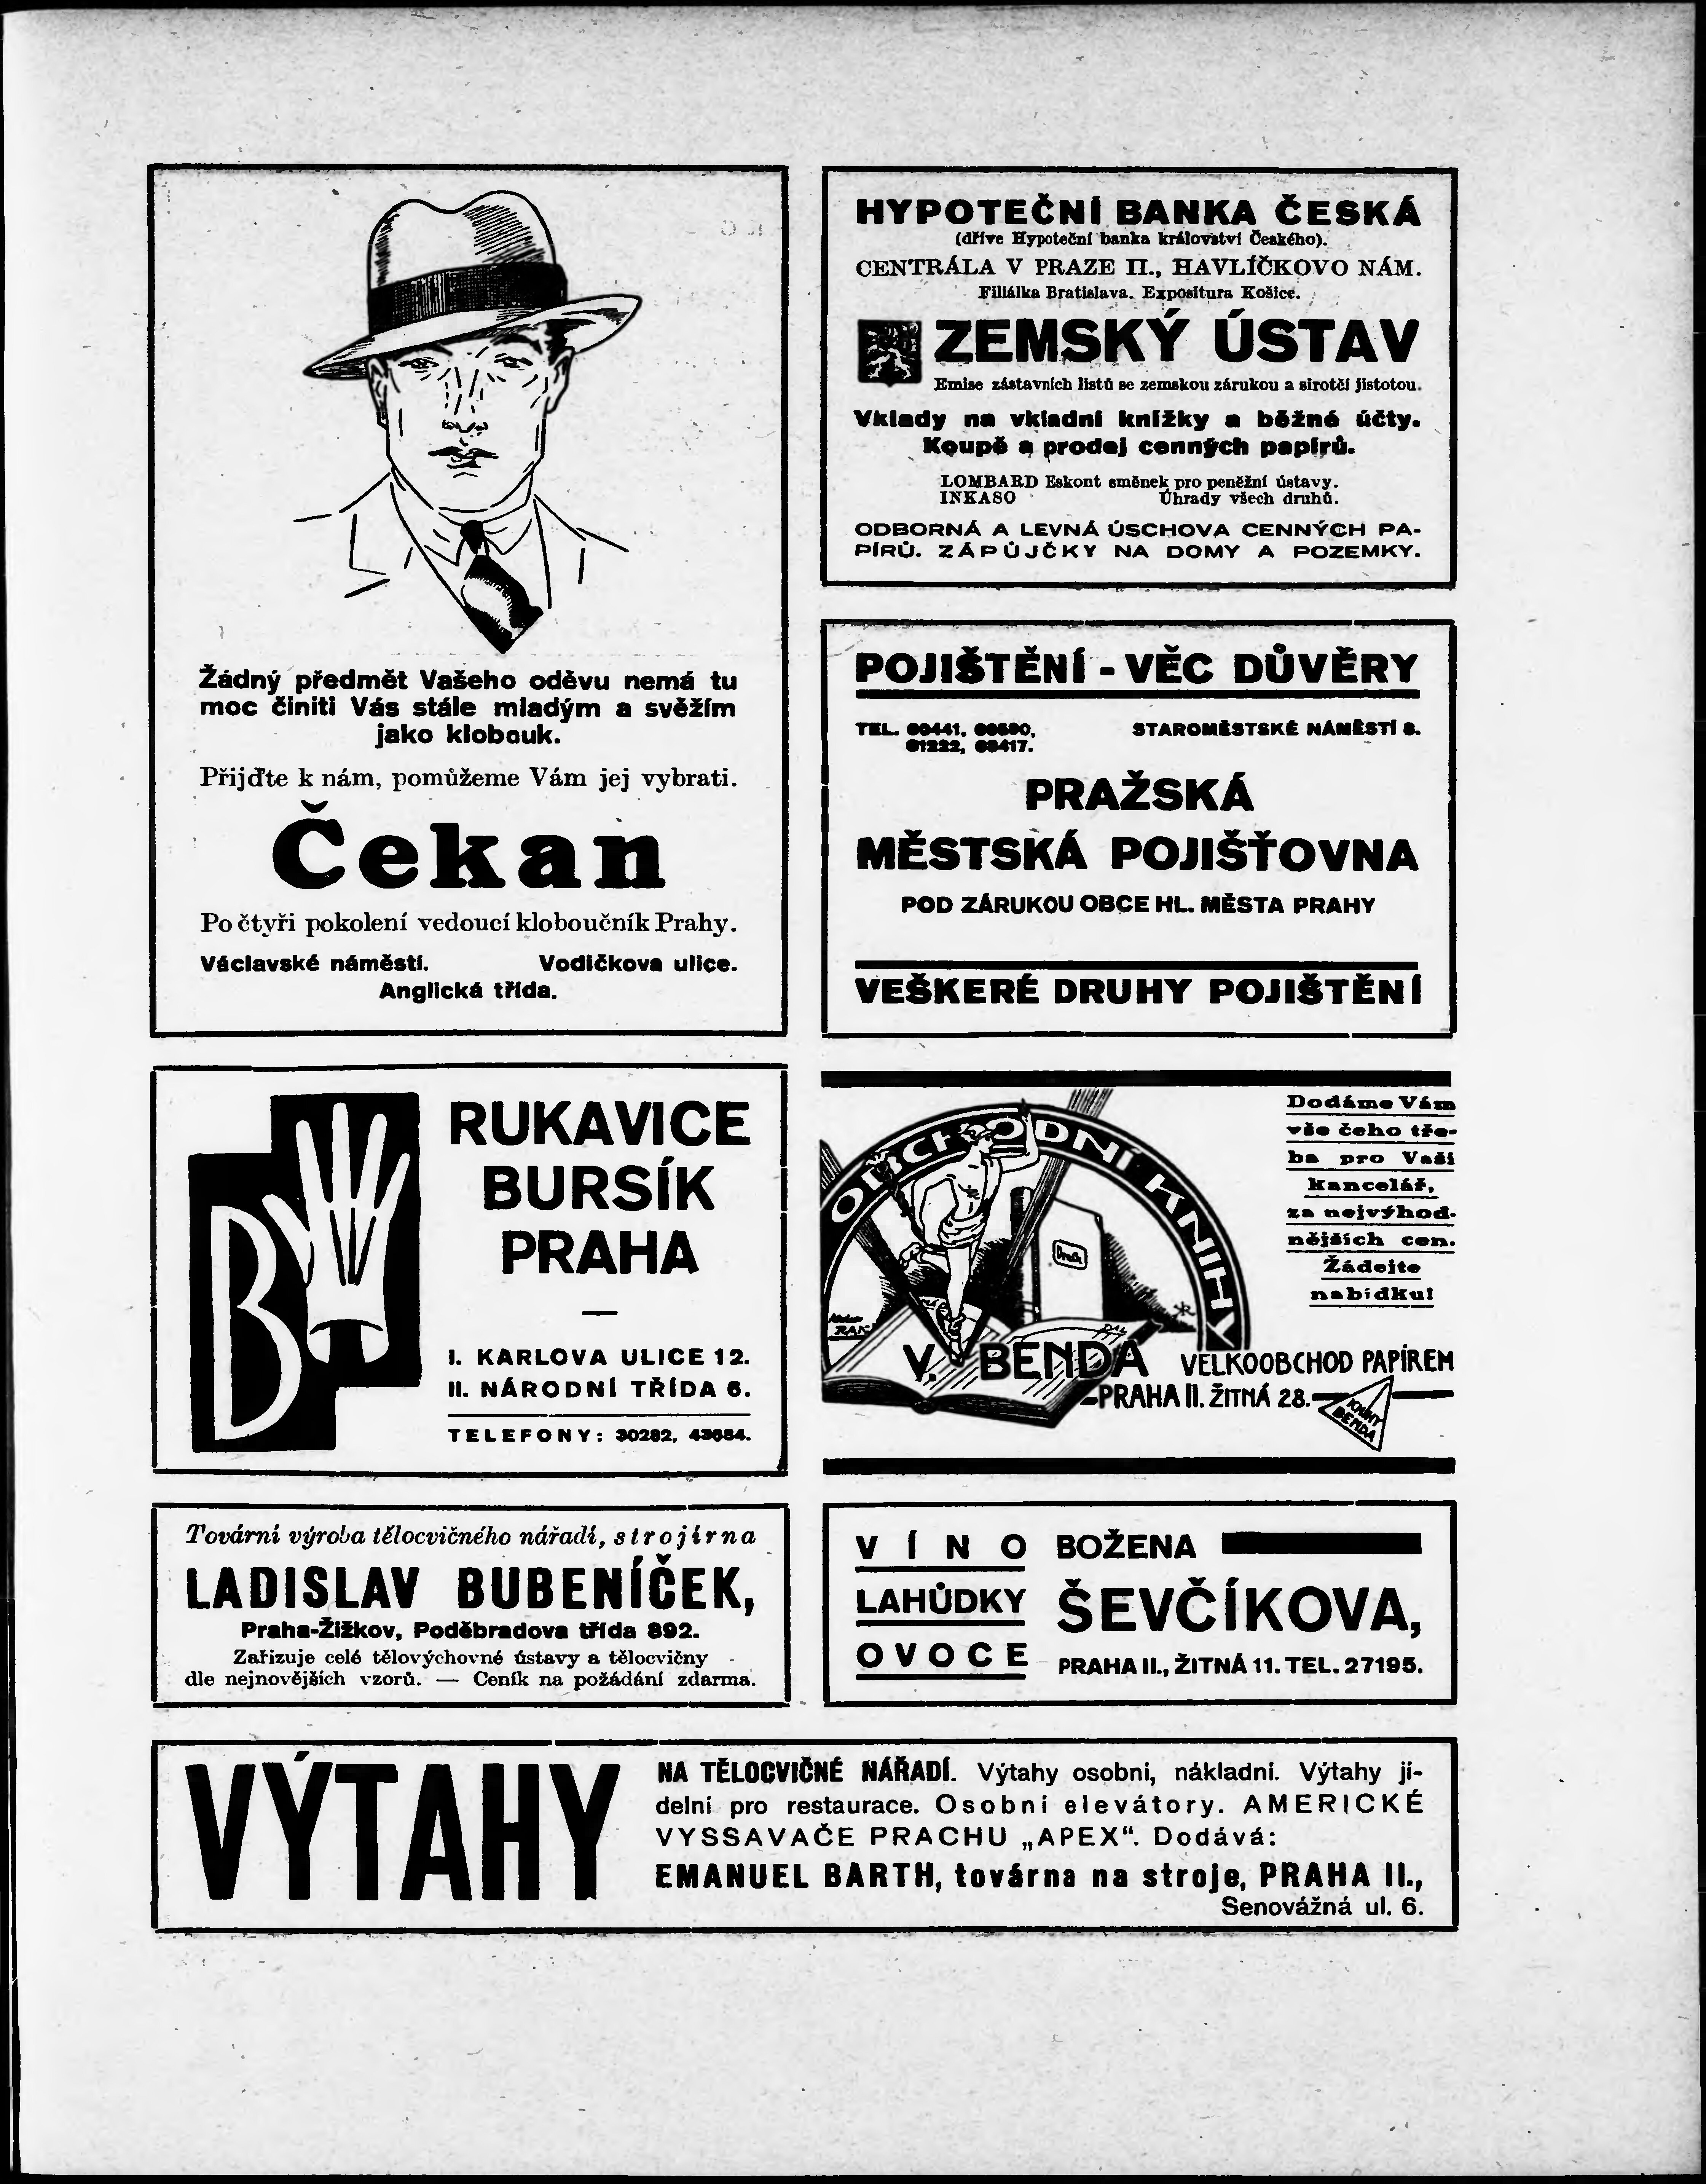 Žádný předmět Vašeho oděvu nemá tu
moc činiti Vás stále mladým a svěžím
jako klobouk.
Přijďte k nám, pomůžeme Vám jej vybrati.
Čekan
Po čtyři pokolení vedoucí kloboučník Prahy.
Václavské náměstí. Vodičkova ulice.
Anglická třída.
HYPOTEČNÍ BANKA ČESKÁ
(dříve Hypoteční banka království Českého).
CENTRÁLA V PRAZE II., HAVLÍČKOVO NÁM.
Filiálka Bratislava. Expositura Košice.
ZEMSKÝ ÚSTAV
Emise zástavních listů se zemskou zárukou a sirotčí jistotou.
Vklady na vkladní knížky a běžné účty.
Koupě a prodej cenných papírů.
LOMBARD Eskont směnek pro peněžní ústavy.
INKASO Úhrady všech druhů.
ODBORNÁ A LEVNÁ ÚSCHOVA CENNÝCH PA-
PÍRŮ. ZÁPŮJČKY NA DOMY A POZEMKY.
POJIŠTĚNÍ - VĚC DŮVĚRY
TEL. STAROMĚSTSKÉ NÁMĚSTÍ 8.
PRAŽSKÁ
MĚSTSKÁ POJIŠŤOVNA
POD ZÁRUKOU OBCE HL. MĚSTA PRAHY
VEŠKERÉ DRUHY POJIŠTĚNÍ
RUKAVICE
BURSÍK
PRAHA
I. KARLOVA ULICE 12.
II. NÁRODNÍ TŘÍDA 6.
TELEFONY: 30282, 43684.
OBCHODNÍ KNIHY
Dodáme Vám
vše čeho tře-
ba pro Vaši
kancelář,
za nejvýhod-
nějších cen.
Žádejte
nabídku!
V. BENDA VELKOOBCHOD PAPÍREM
PRAHA II. ŽITNÁ 28.
KNIHY
BENDA
Tovární výroba tělocvičného nářadí, strojírna
LADISLAV BUBENÍČEK,
Praha-Žižkov, Poděbradova třída 892.
Zařizuje celé tělovýchovné ústavy a tělocvičny
dle nejnovějších vzorů. — Ceník na požádání zdarma.
VÍNO
LAHŮDKY
OVOCE
BOŽENA
ŠEVČÍKOVA,
PRAHA II., ŽITNÁ 11. TEL. 27195.
VÝTAHY
NA TĚLOCVIČNÉ NÁŘADÍ. Výtahy osobní, nákladní. Výtahy jí-
delní pro restaurace. Osobní elevátory. AMERICKÉ
VYSSAVAČE PRACHU „APEX“. Dodává:
EMANUEL BARTH, továrna na stroje, PRAHA II.,
Senovážná ul. 6.